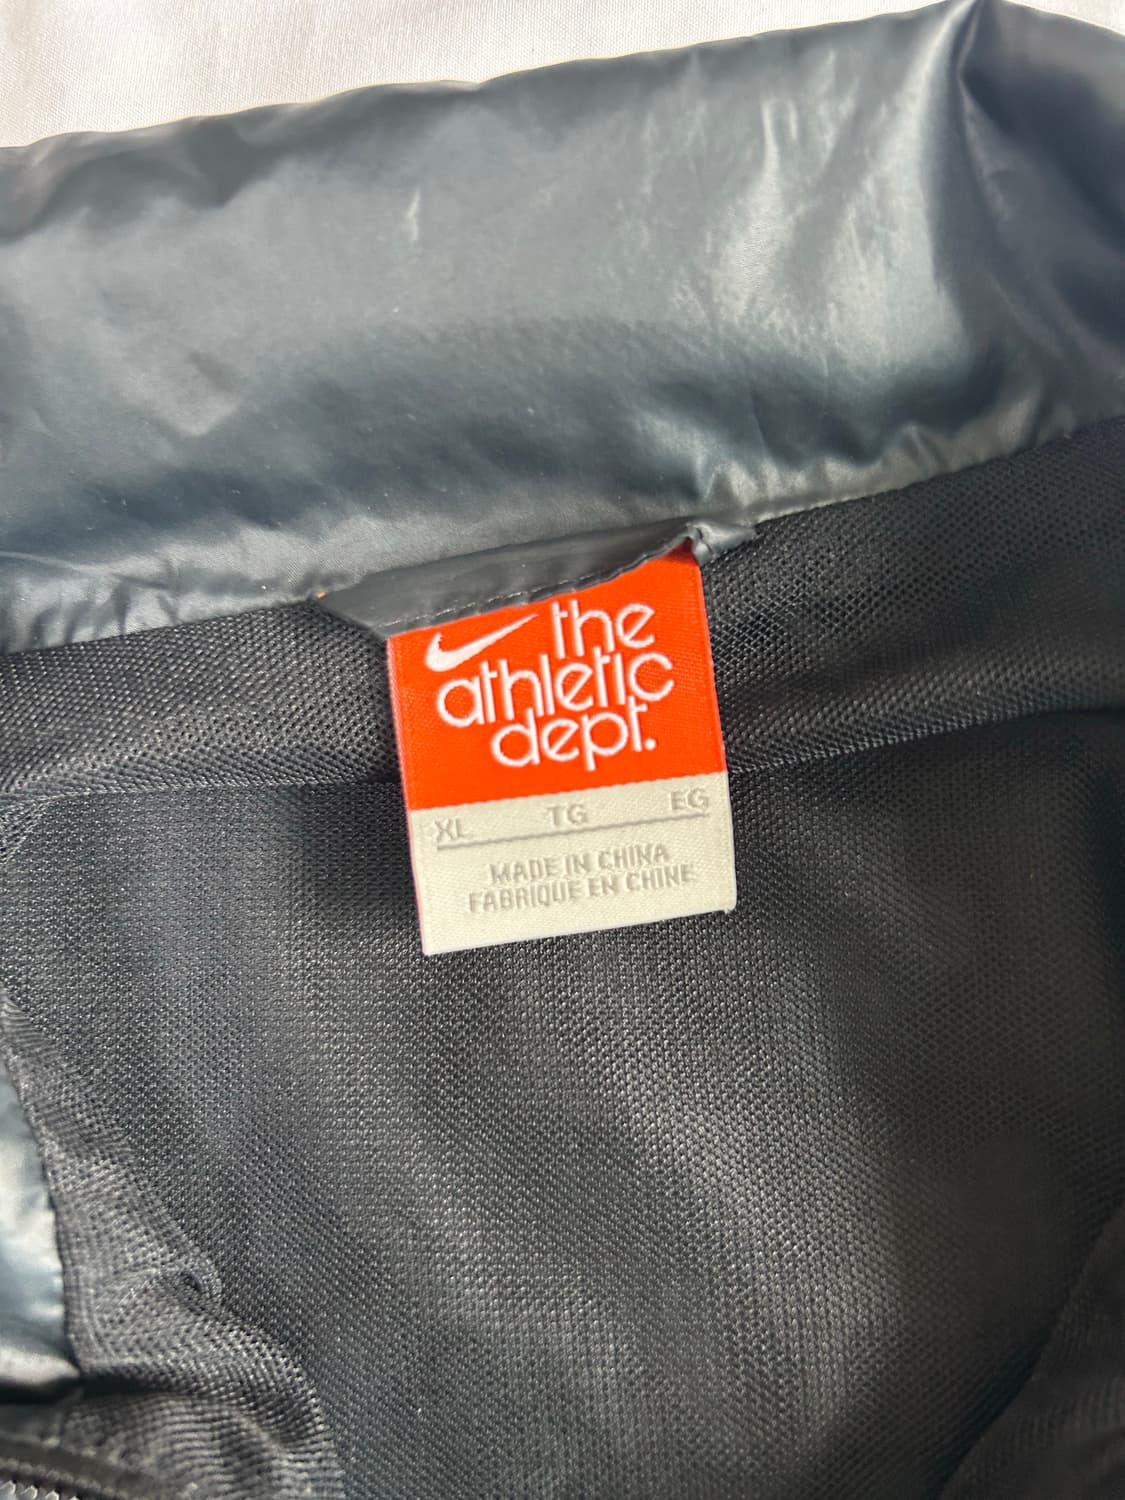 the
athletic
dept.
XL TG EG
MADE IN CHINA
FABRIQUE EN CHINE